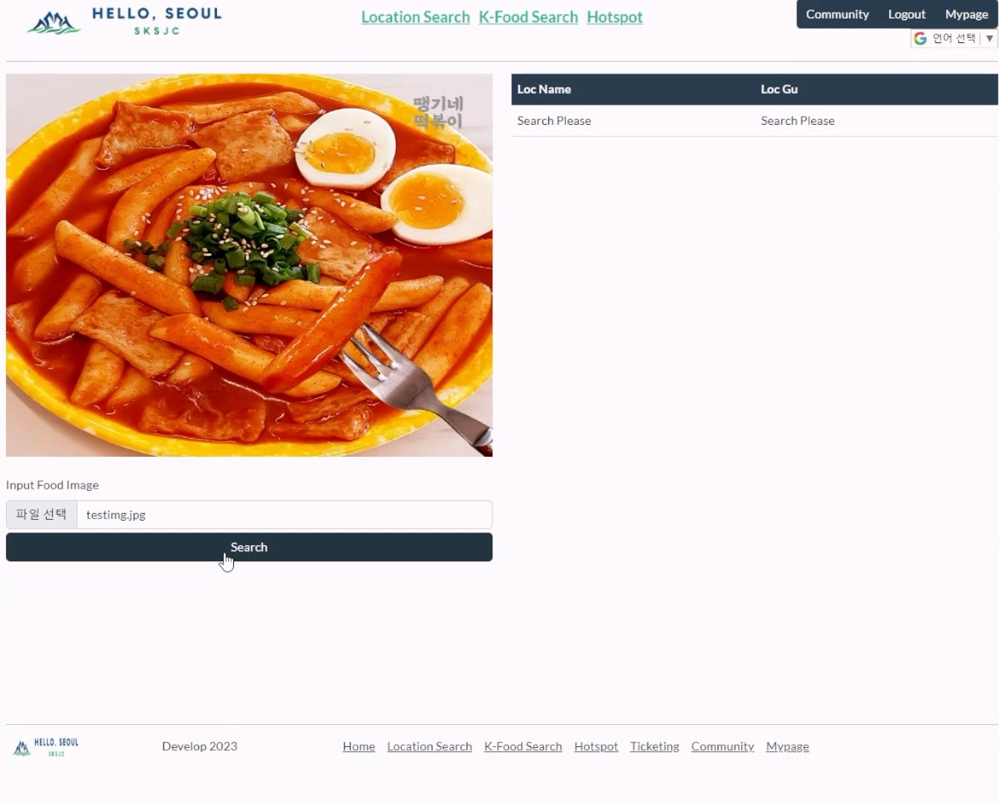 HELLO, SEOUL
SKSJC
Location Search K-Food Search Hotspot
Community Logout Mypage
언어 선택 ▼
땡기네
떡볶이
Loc Name Loc Gu
Search Please Search Please
Input Food Image
파일 선택 testimg.jpg
Search
HELLO, SEOUL
SKSJC
Develop 2023
Home Location Search K-Food Search Hotspot Ticketing Community Mypage